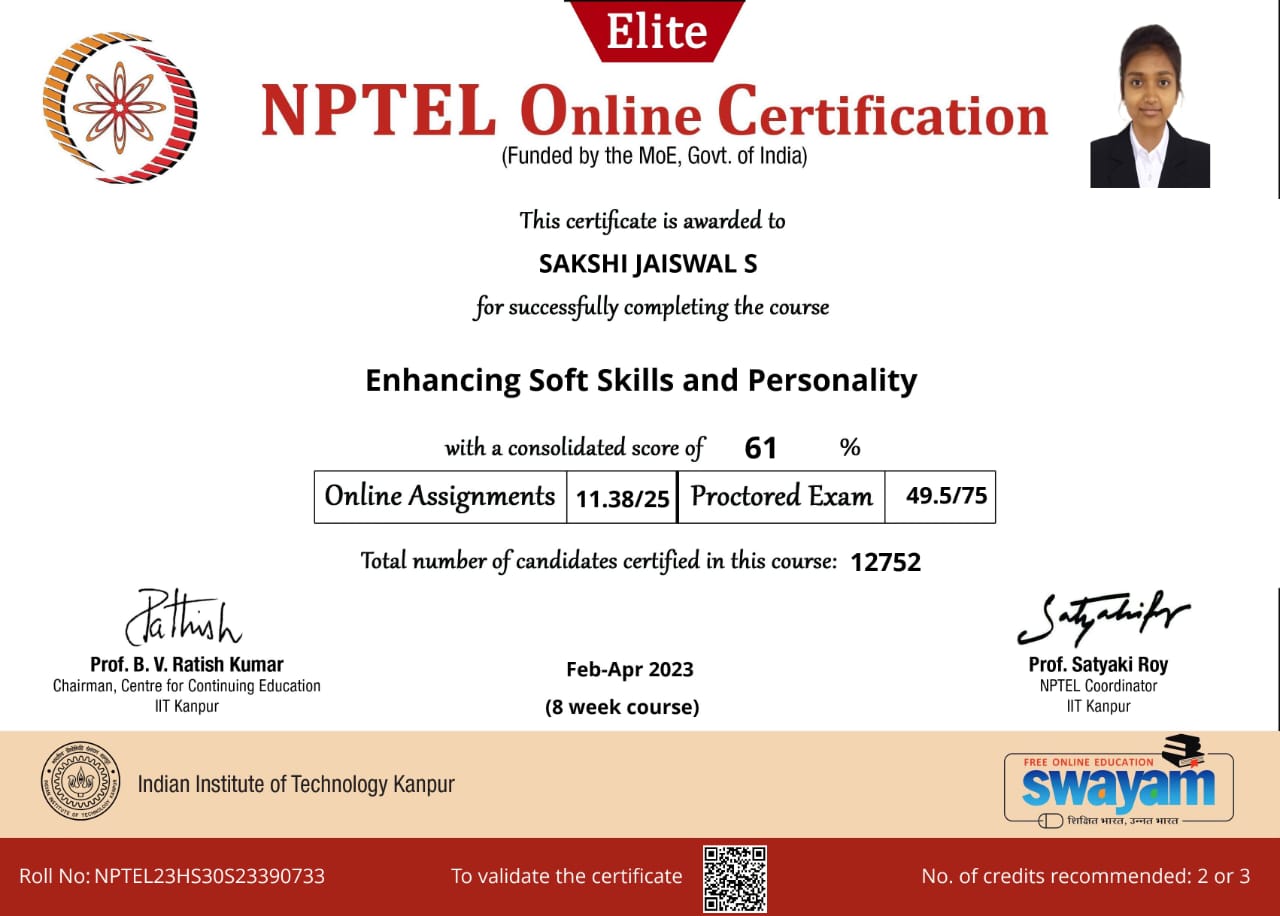 Elite
NPTEL Online Certification
(Funded by the MoE, Govt. of India)
This certificate is awarded to
SAKSHI JAISWAL S
for successfully completing the course
Enhancing Soft Skills and Personality
with a consolidated score of 61 %
Online Assignments 11.38/25 Proctored Exam 49.5/75
Total number of candidates certified in this course: 12752
Prof. B. V. Ratish Kumar
Chairman, Centre for Continuing Education
IIT Kanpur
Feb-Apr 2023
(8 week course)
Prof. Satyaki Roy
NPTEL Coordinator
IIT Kanpur
Indian Institute of Technology Kanpur
FREE ONLINE EDUCATION
swayam
शिक्षित भारत, उन्नत भारत
Roll No: NPTEL23HS30S23390733
To validate the certificate
No. of credits recommended: 2 or 3